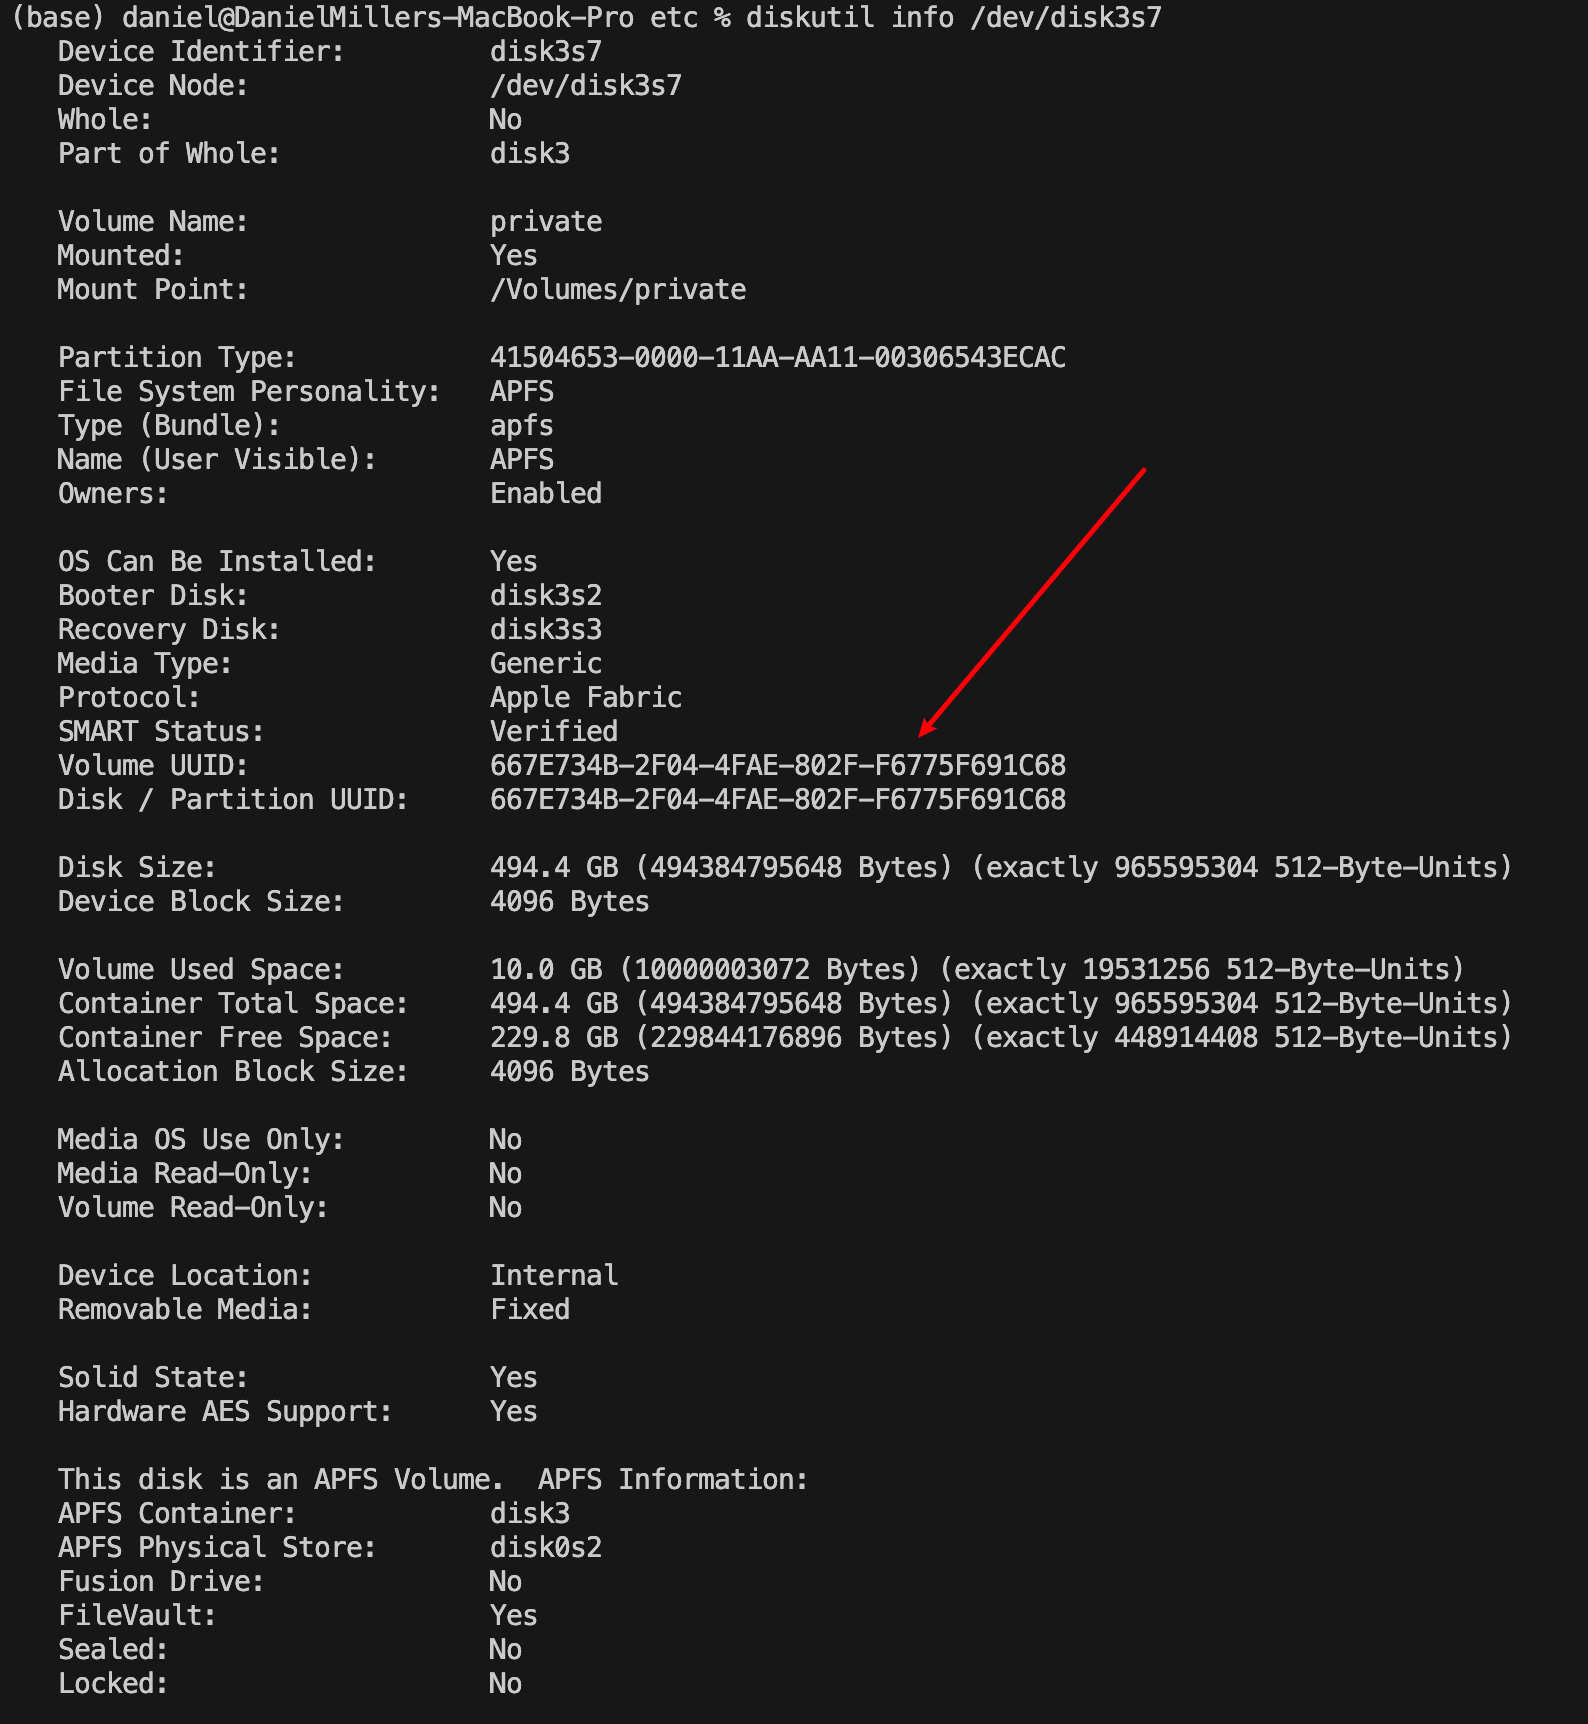 (base) daniel@DanielMillers-MacBook-Pro etc % diskutil info /dev/disk3s7
Device Identifier: disk3s7
Device Node: /dev/disk3s7
Whole: No
Part of Whole: disk3
Volume Name: private
Mounted: Yes
Mount Point: /Volumes/private
Partition Type: 41504653-0000-11AA-AA11-00306543ECAC
File System Personality: APFS
Type (Bundle): apfs
Name (User Visible): APFS
Owners: Enabled
OS Can Be Installed: Yes
Booter Disk: disk3s2
Recovery Disk: disk3s3
Media Type: Generic
Protocol: Apple Fabric
SMART Status: Verified
Volume UUID: 667E734B-2F04-4FAE-802F-F6775F691C68
Disk / Partition UUID: 667E734B-2F04-4FAE-802F-F6775F691C68
Disk Size: 494.4 GB (494384795648 Bytes) (exactly 965595304 512-Byte-Units)
Device Block Size: 4096 Bytes
Volume Used Space: 10.0 GB (10000003072 Bytes) (exactly 19531256 512-Byte-Units)
Container Total Space: 494.4 GB (494384795648 Bytes) (exactly 965595304 512-Byte-Units)
Container Free Space: 229.8 GB (229844176896 Bytes) (exactly 448914408 512-Byte-Units)
Allocation Block Size: 4096 Bytes
Media OS Use Only: No
Media Read-Only: No
Volume Read-Only: No
Device Location: Internal
Removable Media: Fixed
Solid State: Yes
Hardware AES Support: Yes
This disk is an APFS Volume.  APFS Information:
APFS Container: disk3
APFS Physical Store: disk0s2
Fusion Drive: No
FileVault: Yes
Sealed: No
Locked: No